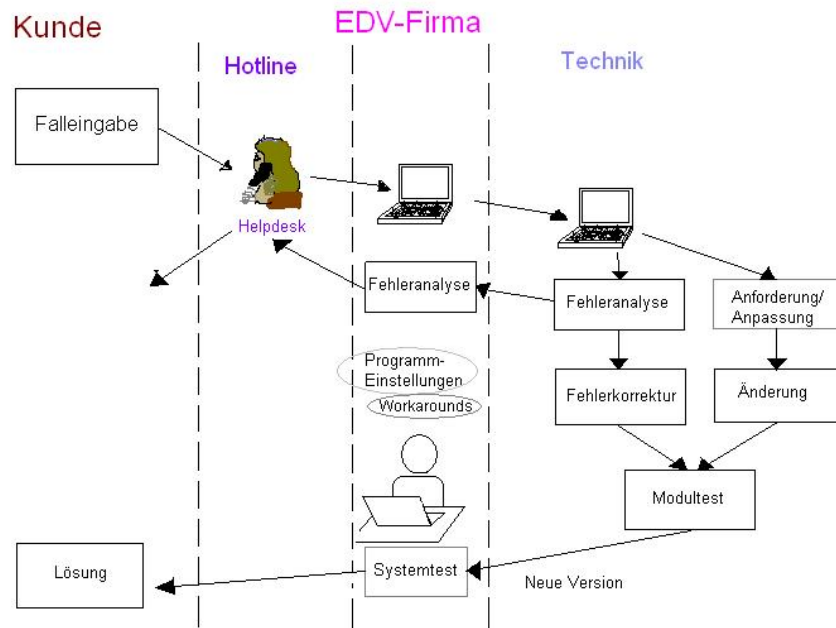 Kunde
EDV-Firma
Hotline
Technik
Falleingabe
Helpdesk
Fehleranalyse
Fehleranalyse
Anforderung/
Anpassung
Programm-
Einstellungen
Workarounds
Fehlerkorrektur
Änderung
Modultest
Lösung
Systemtest
Neue Version